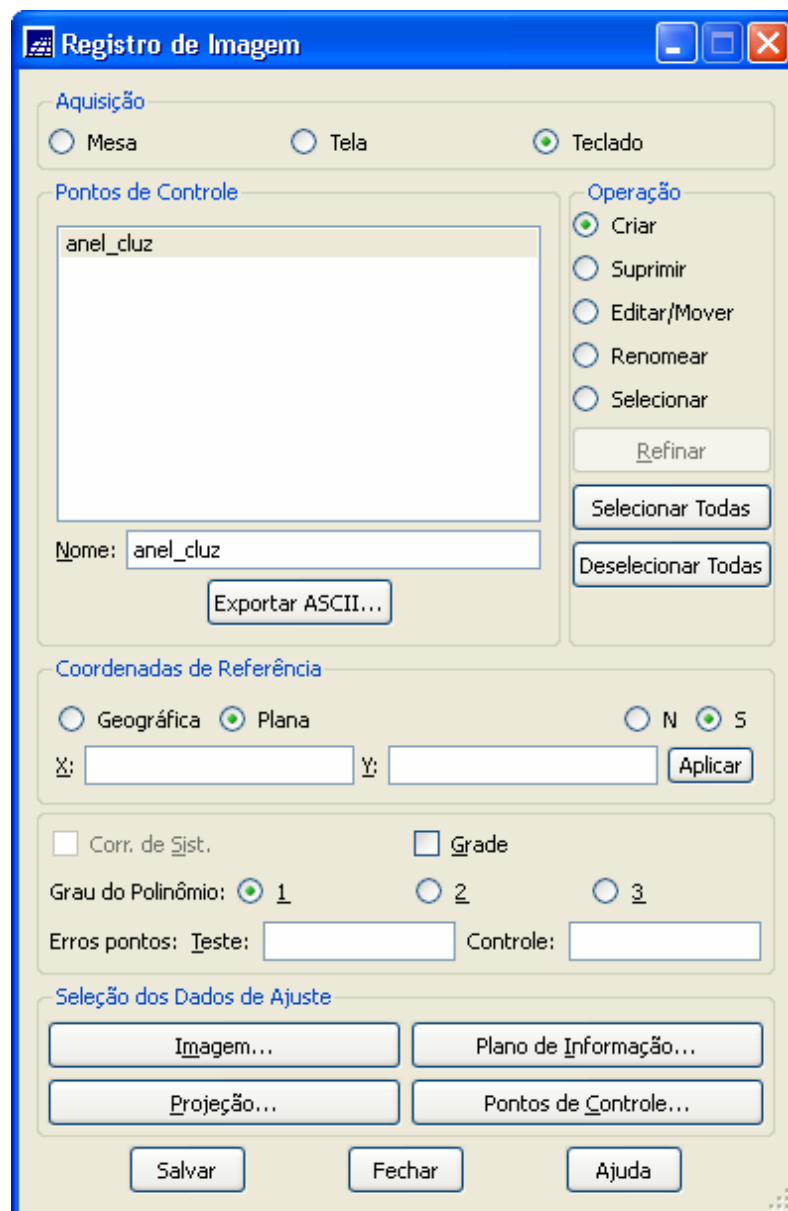 Registro de Imagem
Aquisição
Mesa Tela Teclado
Pontos de Controle
anel_cluz
Nome: anel_cluz
Exportar ASCII...
Operação
Criar
Suprimir
Editar/Mover
Renomear
Selecionar
Refinar
Selecionar Todas
Deselecionar Todas
Coordenadas de Referência
Geográfica Plana N S
X: Y: Aplicar
Corr. de Sist. Grade
Grau do Polinômio: 1 2 3
Erros pontos: Teste: Controle:
Seleção dos Dados de Ajuste
Imagem... Plano de Informação...
Projeção... Pontos de Controle...
Salvar Fechar Ajuda